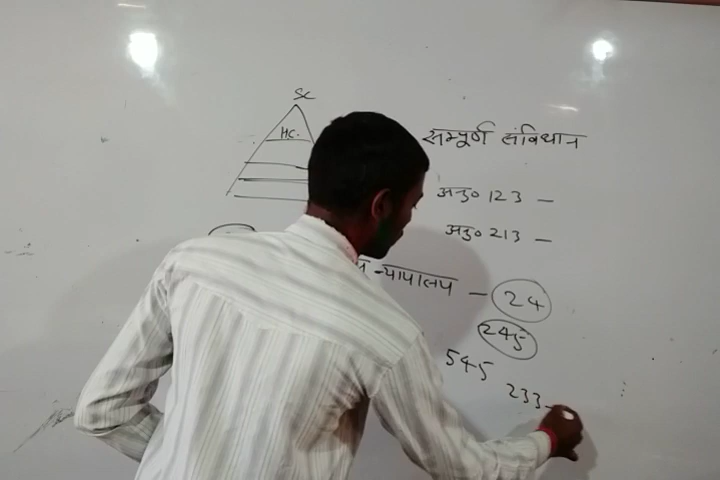 SC
HC.
सम्पूर्ण संविधान
अनु० 123 –
अनु० 213 –
न्यायालय – 24
245
545
233-